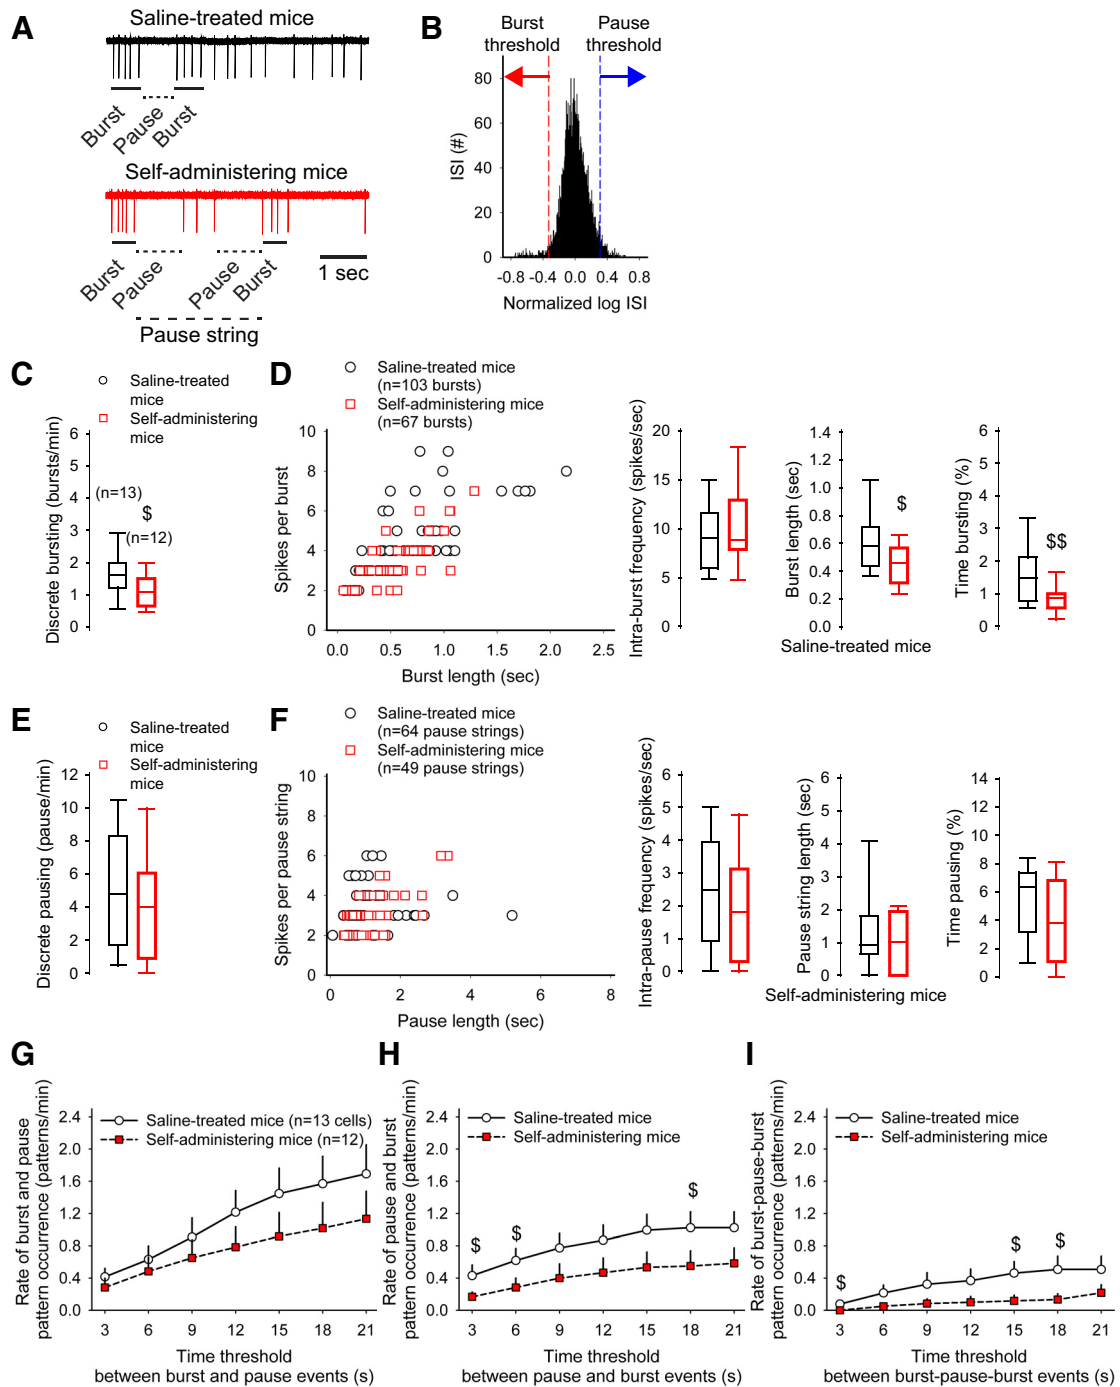 A
Saline-treated mice
Burst
Pause
Burst
Self-administering mice
Burst
Pause
Pause
Burst
1 sec
Pause string
B
Burst threshold
Pause threshold
ISI (#)
80
60
40
20
0
-0.8 -0.4 0.0 0.4 0.8
Normalized log ISI
C
Saline-treated
mice
Self-administering
mice
Discrete bursting (bursts/min)
6
5
4
3
2
1
0
(n=13)
$
(n=12)
D
Saline-treated mice
(n=103 bursts)
Self-administering mice
(n=67 bursts)
Spikes per burst
10
8
6
4
2
0
0.0 0.5 1.0 1.5 2.0 2.5
Burst length (sec)
Intra-burst frequency (spikes/sec)
20
15
10
5
0
Burst length (sec)
1.4
1.2
1.0
0.8
0.6
0.4
0.2
0.0
$
Saline-treated mice
Time bursting (%)
6
5
4
3
2
1
0
$$
E
Saline-treated
mice
Self-administering
mice
Discrete pausing (pause/min)
12
10
8
6
4
2
0
F
Saline-treated mice
(n=64 pause strings)
Self-administering mice
(n=49 pause strings)
Spikes per pause string
10
8
6
4
2
0
0 2 4 6 8
Pause length (sec)
Intra-pause frequency (spikes/sec)
6
5
4
3
2
1
0
Pause string length (sec)
6
5
4
3
2
1
0
Self-administering mice
Time pausing (%)
14
12
10
8
6
4
2
0
G
Rate of burst and pause
pattern occurrence (patterns/min)
2.4
2.0
1.6
1.2
0.8
0.4
0.0
Saline-treated mice (n=13 cells)
Self-administering mice (n=12)
3 6 9 12 15 18 21
Time threshold
between burst and pause events (s)
H
Rate of pause and burst
pattern occurrence (patterns/min)
2.4
2.0
1.6
1.2
0.8
0.4
0.0
Saline-treated mice
Self-administering mice
$ $ $
3 6 9 12 15 18 21
Time threshold
between pause and burst events (s)
I
Rate of burst-pause-burst
pattern occurrence (patterns/min)
2.4
2.0
1.6
1.2
0.8
0.4
0.0
Saline-treated mice
Self-administering mice
$ $ $
3 6 9 12 15 18 21
Time threshold
between burst-pause-burst events (s)